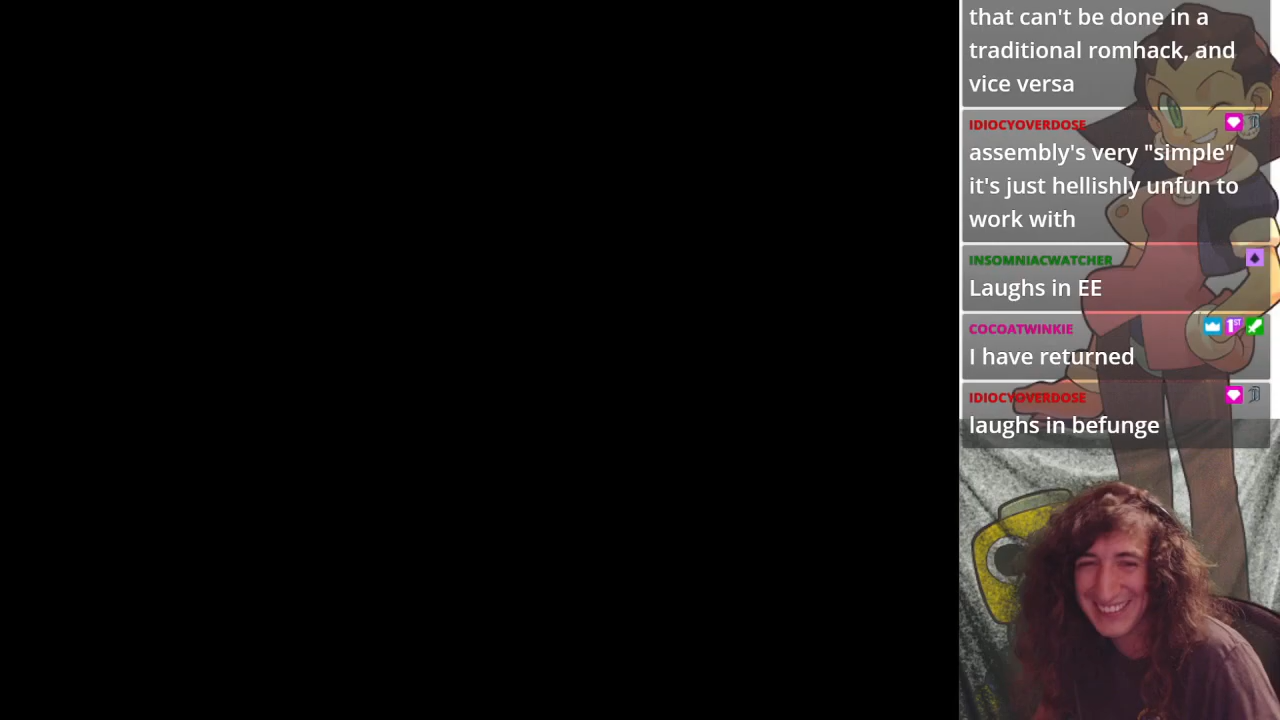 that can't be done in a
traditional romhack, and
vice versa
IDIOCYOVERDOSE
assembly's very "simple"
it's just hellishly unfun to
work with
INSOMNIACWATCHER
Laughs in EE
COCOATWINKIE
1ST
I have returned
IDIOCYOVERDOSE
laughs in befunge